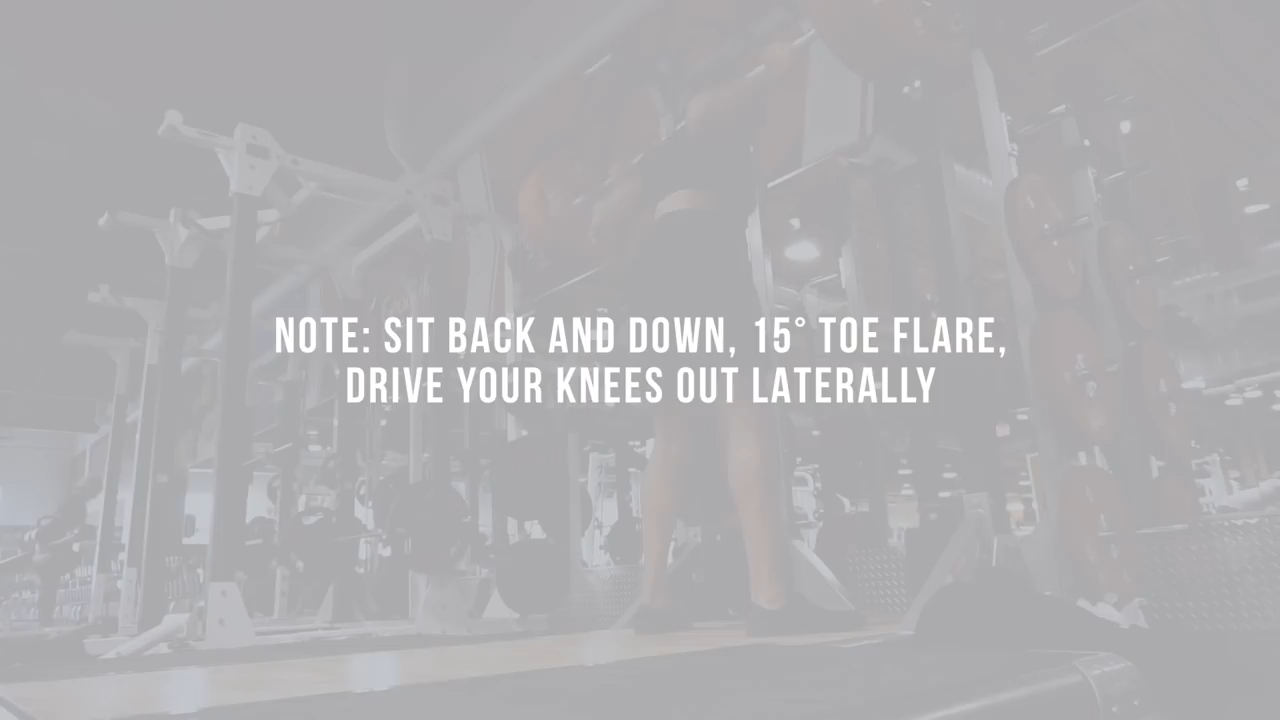 NOTE: SIT BACK AND DOWN, 15° TOE FLARE,
DRIVE YOUR KNEES OUT LATERALLY